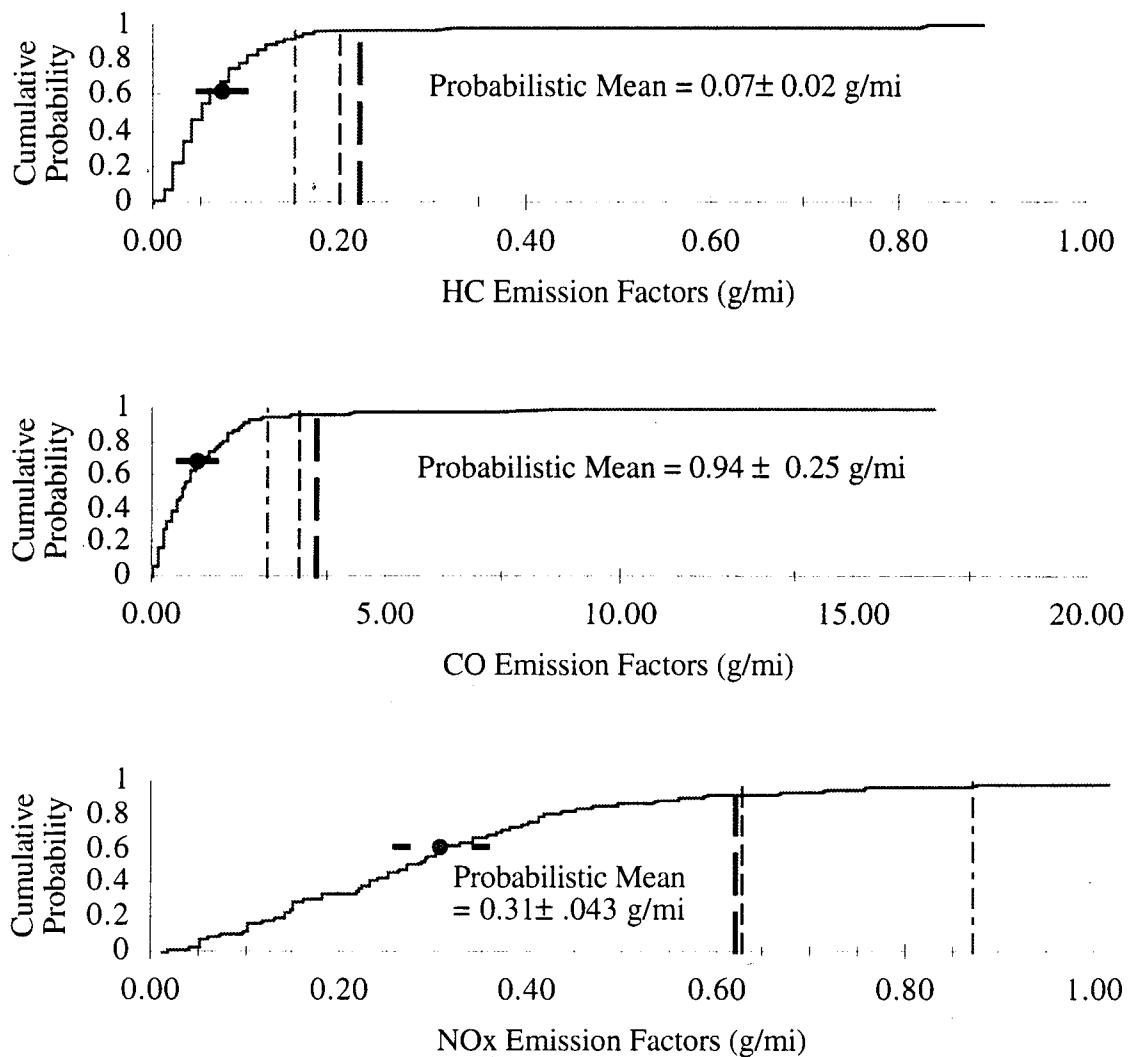 Cumulative
Probability
1
0.8
0.6
0.4
0.2
0
Probabilistic Mean = 0.07± 0.02 g/mi
0.00 0.20 0.40 0.60 0.80 1.00
HC Emission Factors (g/mi)
Cumulative
Probability
1
0.8
0.6
0.4
0.2
0
Probabilistic Mean = 0.94 ± 0.25 g/mi
0.00 5.00 10.00 15.00 20.00
CO Emission Factors (g/mi)
Cumulative
Probability
1
0.8
0.6
0.4
0.2
0
Probabilistic Mean
= 0.31± .043 g/mi
0.00 0.20 0.40 0.60 0.80 1.00
NOx Emission Factors (g/mi)